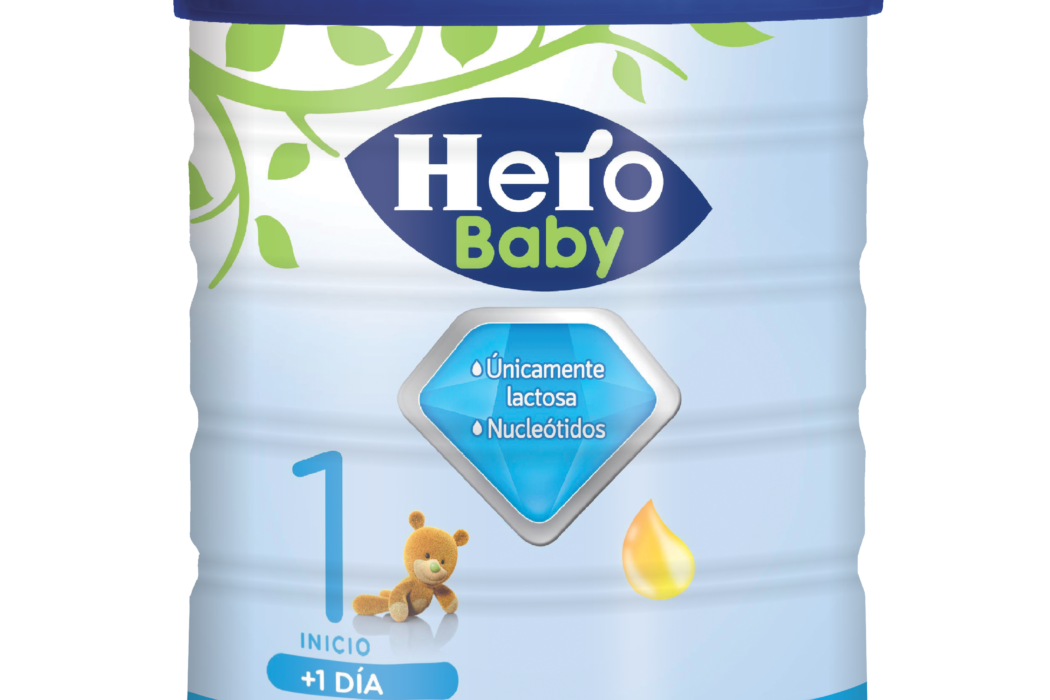 Hero
Baby
Únicamente
lactosa
Nucleótidos
1
INICIO
+1 DÍA